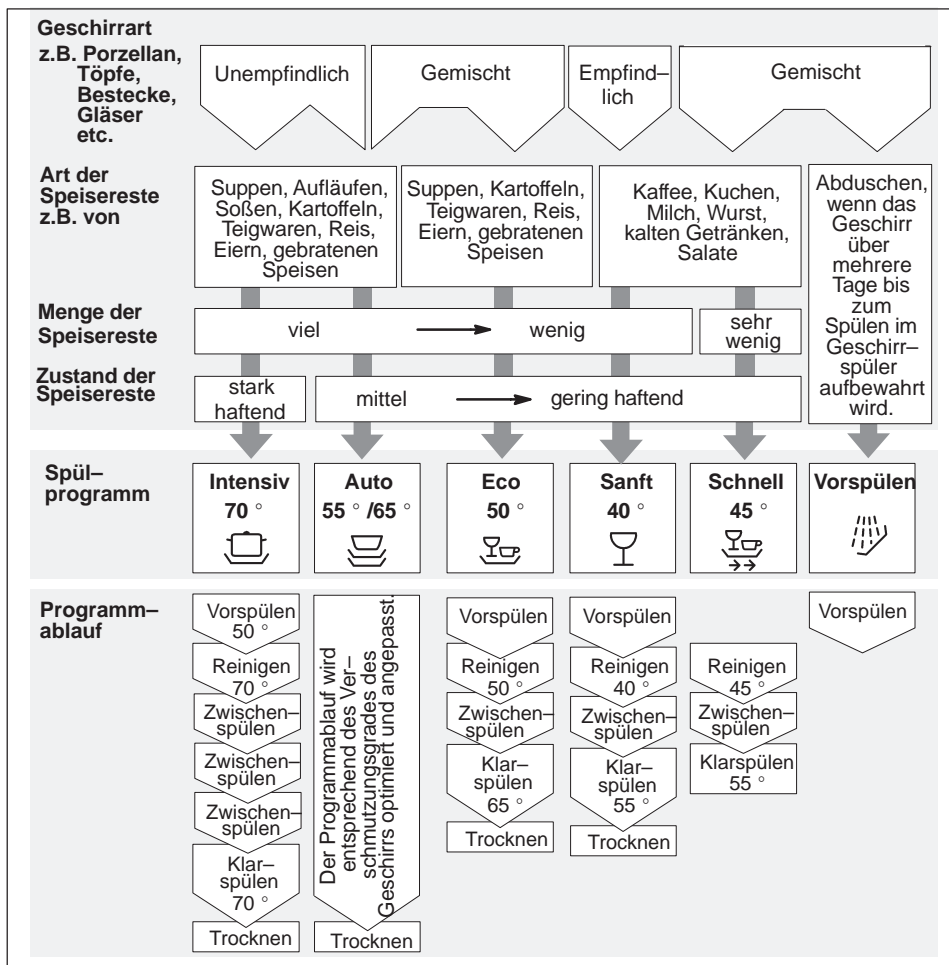 Geschirrart
z.B. Porzellan,
Töpfe,
Bestecke,
Gläser
etc.
Unempfindlich
Gemischt
Empfind–
lich
Gemischt
Art der
Speisereste
z.B. von
Suppen, Aufläufen,
Soßen, Kartoffeln,
Teigwaren, Reis,
Eiern, gebratenen
Speisen
Suppen, Kartoffeln,
Teigwaren, Reis,
Eiern, gebratenen
Speisen
Kaffee, Kuchen,
Milch, Wurst,
kalten Getränken,
Salate
Abduschen,
wenn das
Geschirr
über
mehrere
Tage bis
zum
Spülen im
Geschirr–
spüler
aufbewahrt
wird.
Menge der
Speisereste
viel
wenig
sehr
wenig
Zustand der
Speisereste
stark
haftend
mittel
gering haftend
Spül–
programm
Intensiv
70 °
Auto
55 ° /65 °
Eco
50 °
Sanft
40 °
Schnell
45 °
Vorspülen
Programm–
ablauf
Vorspülen
50 °
Reinigen
70 °
Zwischen–
spülen
Zwischen–
spülen
Zwischen–
spülen
Klar–
spülen
70 °
Trocknen
Der Programmablauf wird
entsprechend des Ver–
schmutzungsgrades des
Geschirrs optimiert und angepasst.
Trocknen
Vorspülen
Reinigen
50 °
Zwischen–
spülen
Klar–
spülen
65 °
Trocknen
Vorspülen
Reinigen
40 °
Zwischen–
spülen
Klar–
spülen
55 °
Trocknen
Reinigen
45 °
Zwischen–
spülen
Klarspülen
55 °
Vorspülen